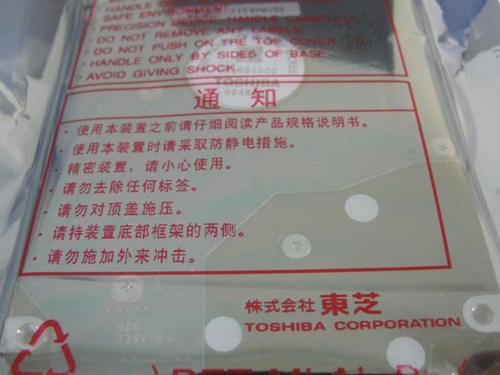 HANDLE ONLY IN
SAFE ENVIRONMENT
• PRECISION DEVICE HANDLE CAREFULLY
• DO NOT REMOVE ANY LABELS.
• DO NOT PUSH ON THE TOP COVER
• HANDLE ONLY BY SIDES OF BASE
• AVOID GIVING SHOCK.
TOSHIBA
通 知
• 使用本装置之前请仔细阅读产品规格说明书。
• 使用本装置时请采取防静电措施。
• 精密装置，请小心使用。
• 请勿去除任何标签。
• 请勿对顶盖施压。
• 请持装置底部框架的两侧。
• 请勿施加外来冲击。
株式会社 東芝
TOSHIBA CORPORATION
MDK